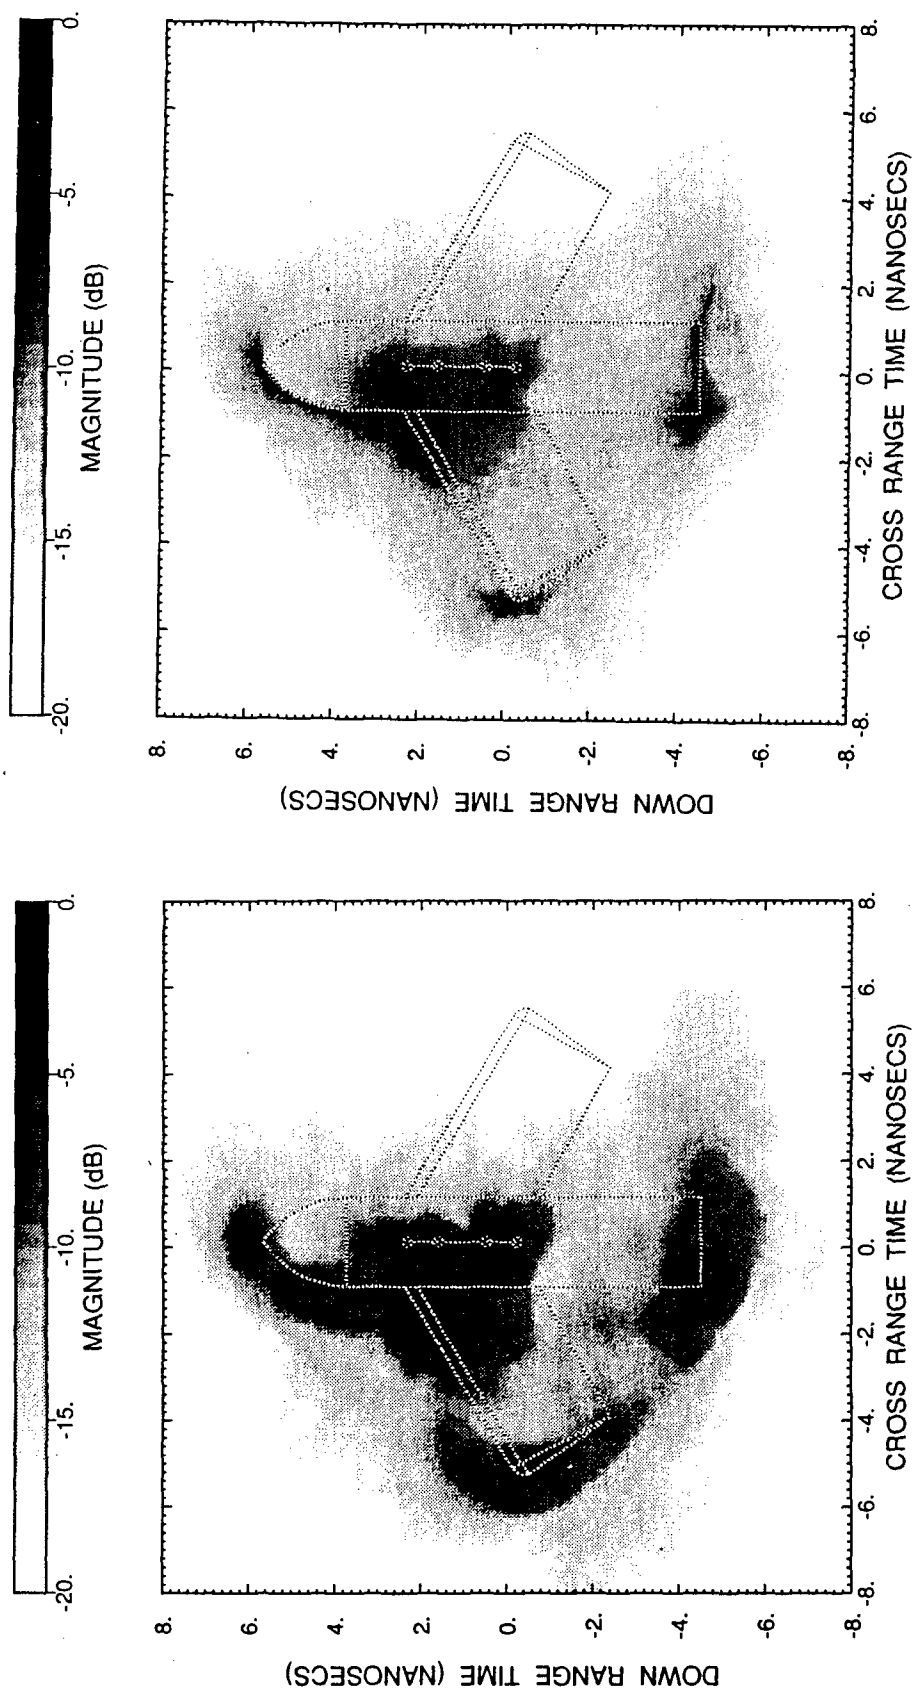 -20. -15. -10. -5. 0.
MAGNITUDE (dB)
DOWN RANGE TIME (NANOSECS)
8.
6.
4.
2.
0.
-2.
-4.
-6.
-8. -6. -4. -2. 0. 2. 4. 6. 8.
CROSS RANGE TIME (NANOSECS)
-20. -15. -10. -5. 0.
MAGNITUDE (dB)
DOWN RANGE TIME (NANOSECS)
8.
6.
4.
2.
0.
-2.
-4.
-6.
-8. -6. -4. -2. 0. 2. 4. 6. 8.
CROSS RANGE TIME (NANOSECS)